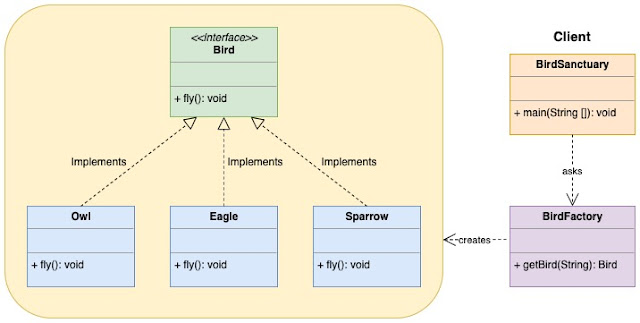 <<interface>>
Bird
+ fly(): void
Implements
Implements
Implements
Owl
+ fly(): void
Eagle
+ fly(): void
Sparrow
+ fly(): void
Client
BirdSanctuary
+ main(String []): void
asks
BirdFactory
+ getBird(String): Bird
creates